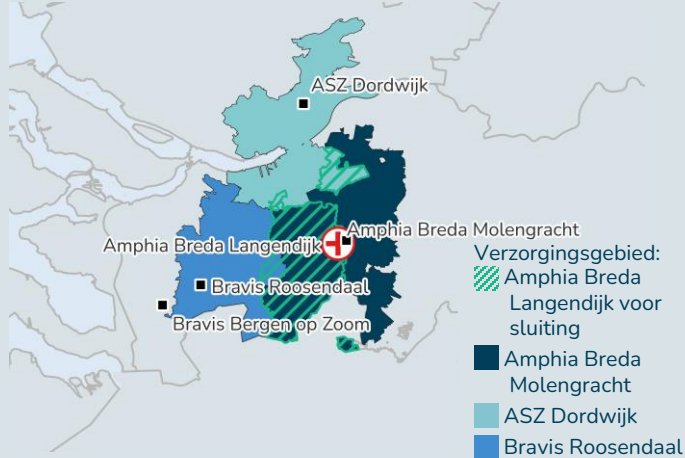 ASZ Dordwijk
Amphia Breda Molengracht
Amphia Breda Langendijk
Bravis Roosendaal
Bravis Bergen op Zoom
Verzorgingsgebied:
Amphia Breda
Langendijk voor
sluiting
Amphia Breda
Molengracht
ASZ Dordwijk
Bravis Roosendaal